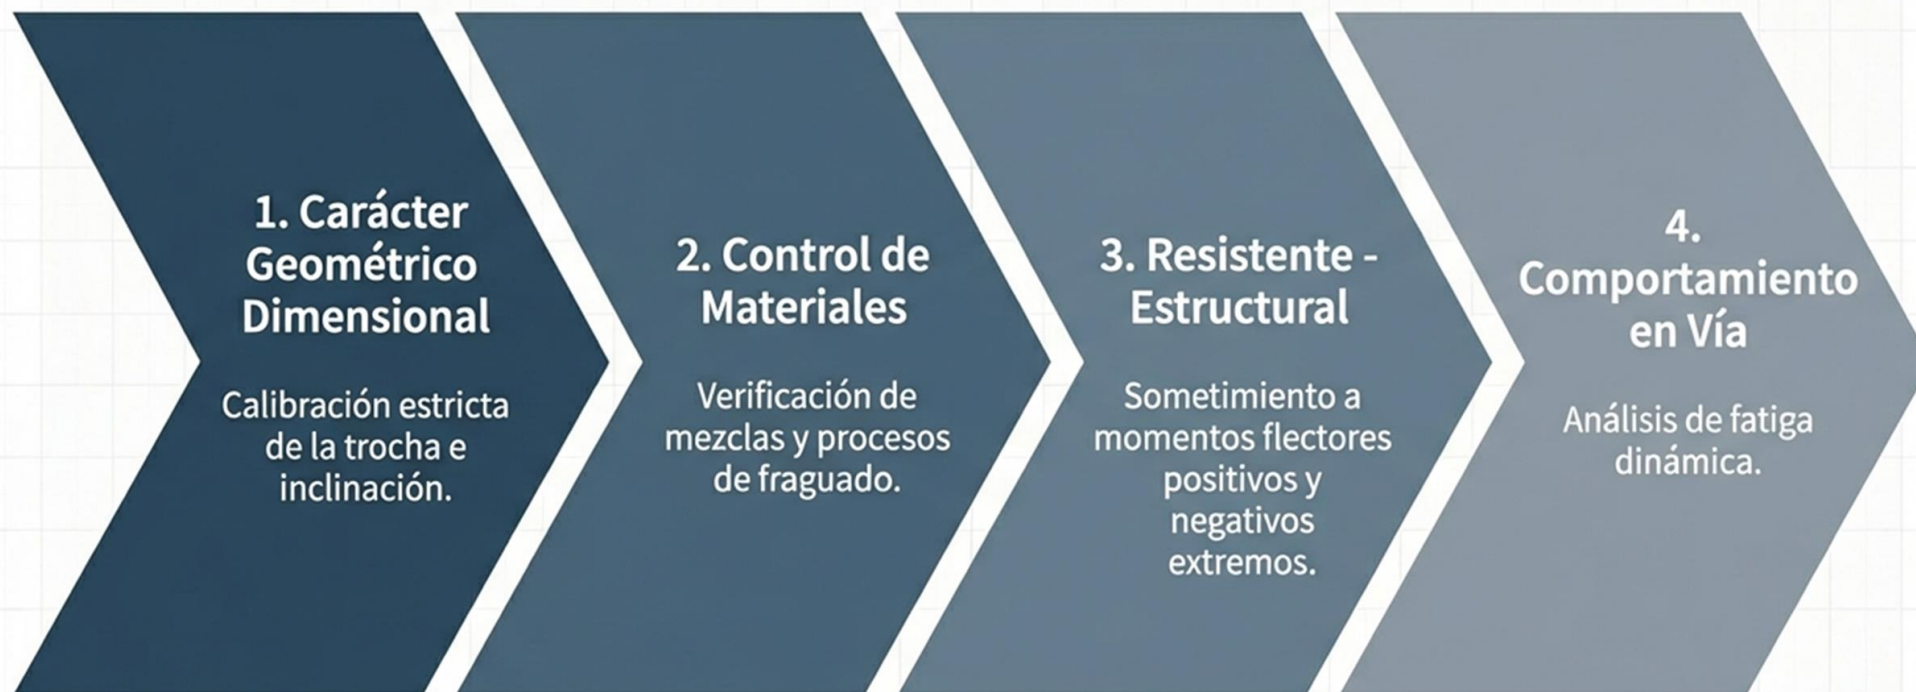 1. Carácter
Geométrico
Dimensional
Calibración estricta
de la trocha e
inclinación.
2. Control de
Materiales
Verificación de
mezclas y procesos
de fraguado.
3. Resistente -
Estructural
Sometimiento a
momentos flectores
positivos y
negativos
extremos.
4.
Comportamiento
en Vía
Análisis de fatiga
dinámica.